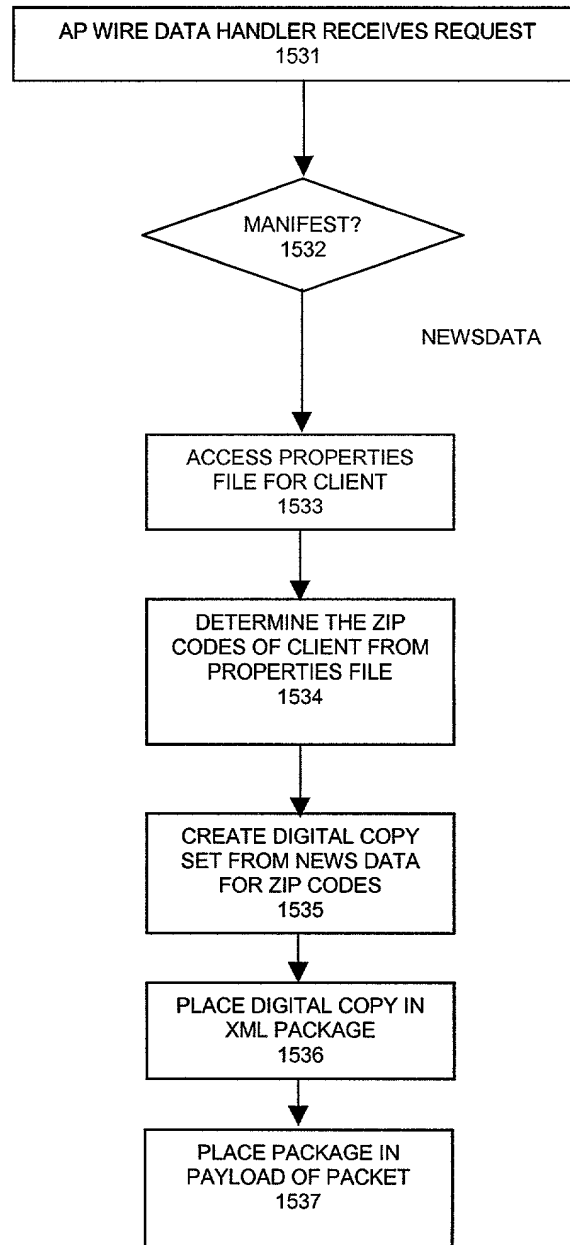 AP WIRE DATA HANDLER RECEIVES REQUEST
1531
MANIFEST?
1532
NEWSDATA
ACCESS PROPERTIES
FILE FOR CLIENT
1533
DETERMINE THE ZIP
CODES OF CLIENT FROM
PROPERTIES FILE
1534
CREATE DIGITAL COPY
SET FROM NEWS DATA
FOR ZIP CODES
1535
PLACE DIGITAL COPY IN
XML PACKAGE
1536
PLACE PACKAGE IN
PAYLOAD OF PACKET
1537